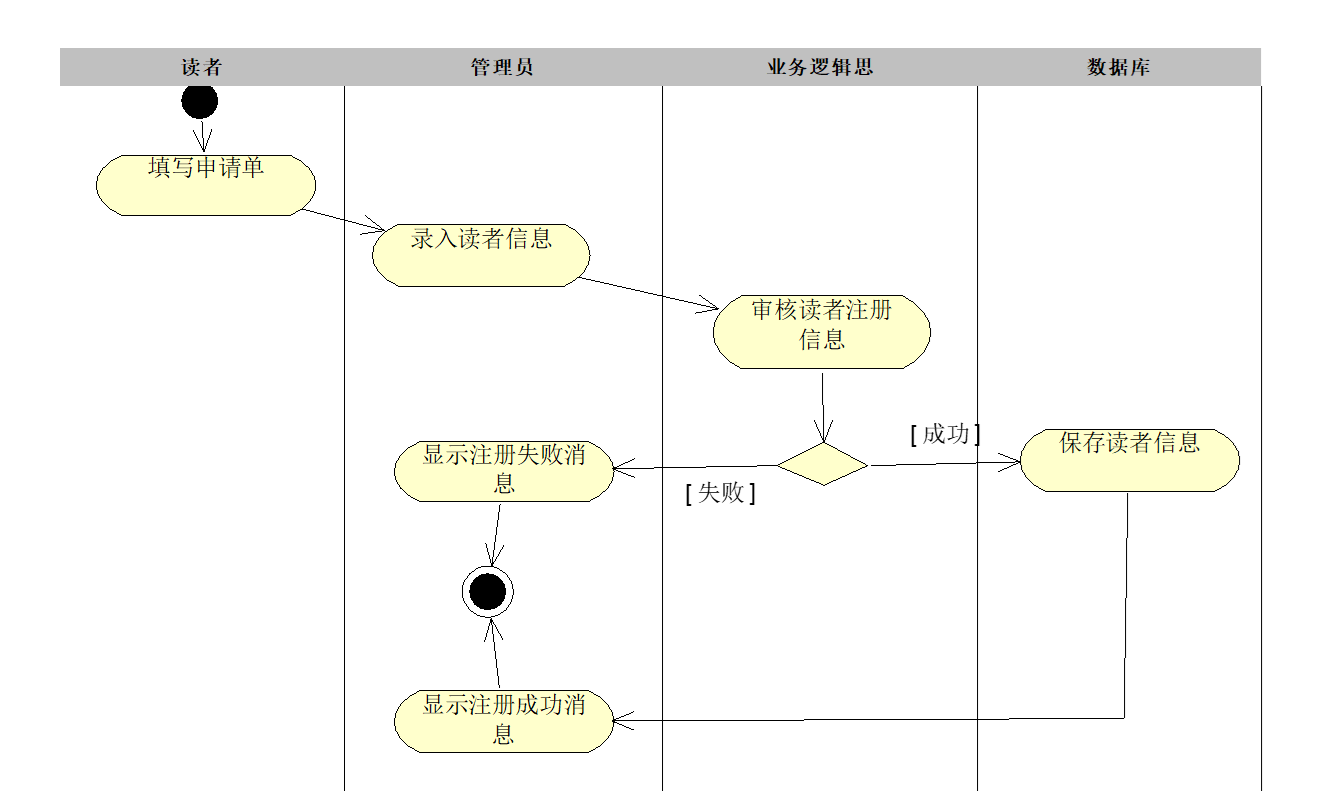 读者 管理员 业务逻辑思 数据库
填写申请单
录入读者信息
审核读者注册
信息
[成功]
保存读者信息
显示注册失败消
息
[失败]
显示注册成功消
息